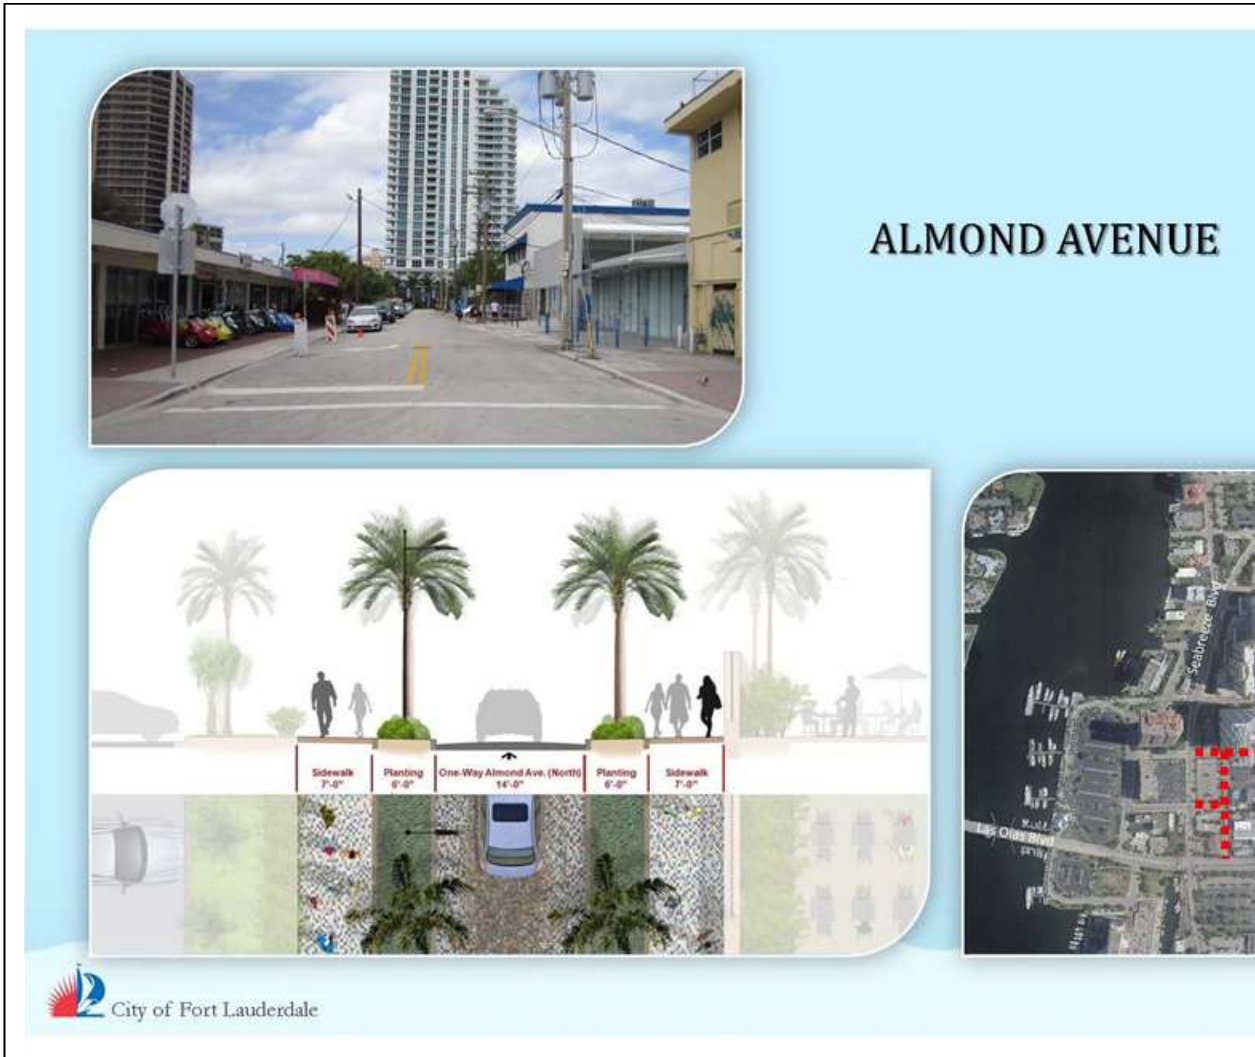 ALMOND AVENUE
Sidewalk
7'-0"
Planting
6'-0"
One-Way Almond Ave. (North)
14'-0"
Planting
6'-0"
Sidewalk
7'-0"
Seabreeze Blvd
Las Olas Blvd
City of Fort Lauderdale